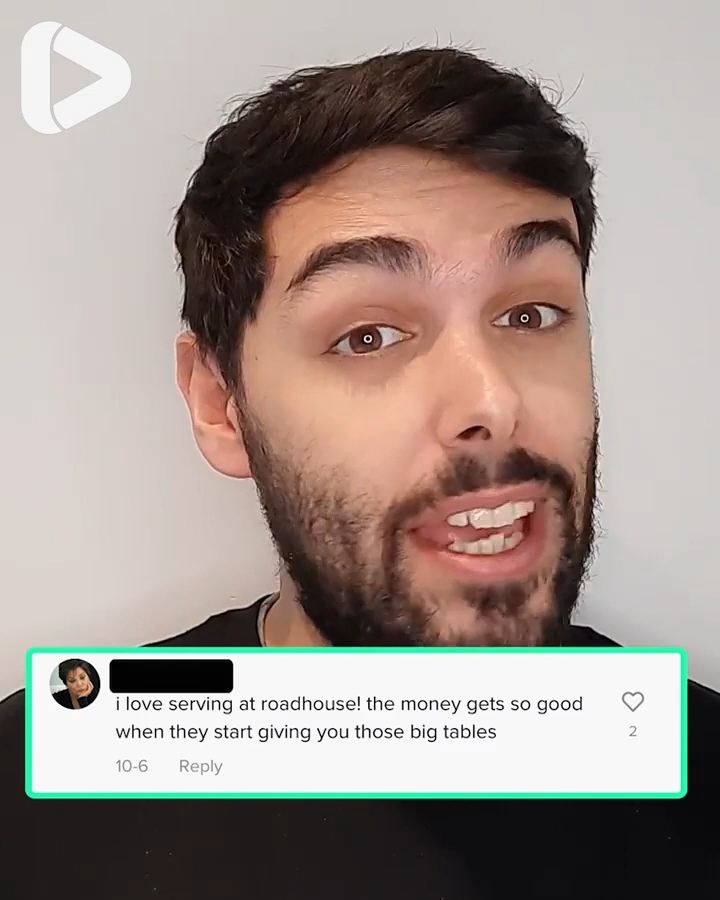 i love serving at roadhouse! the money gets so good
when they start giving you those big tables
2
10-6 Reply